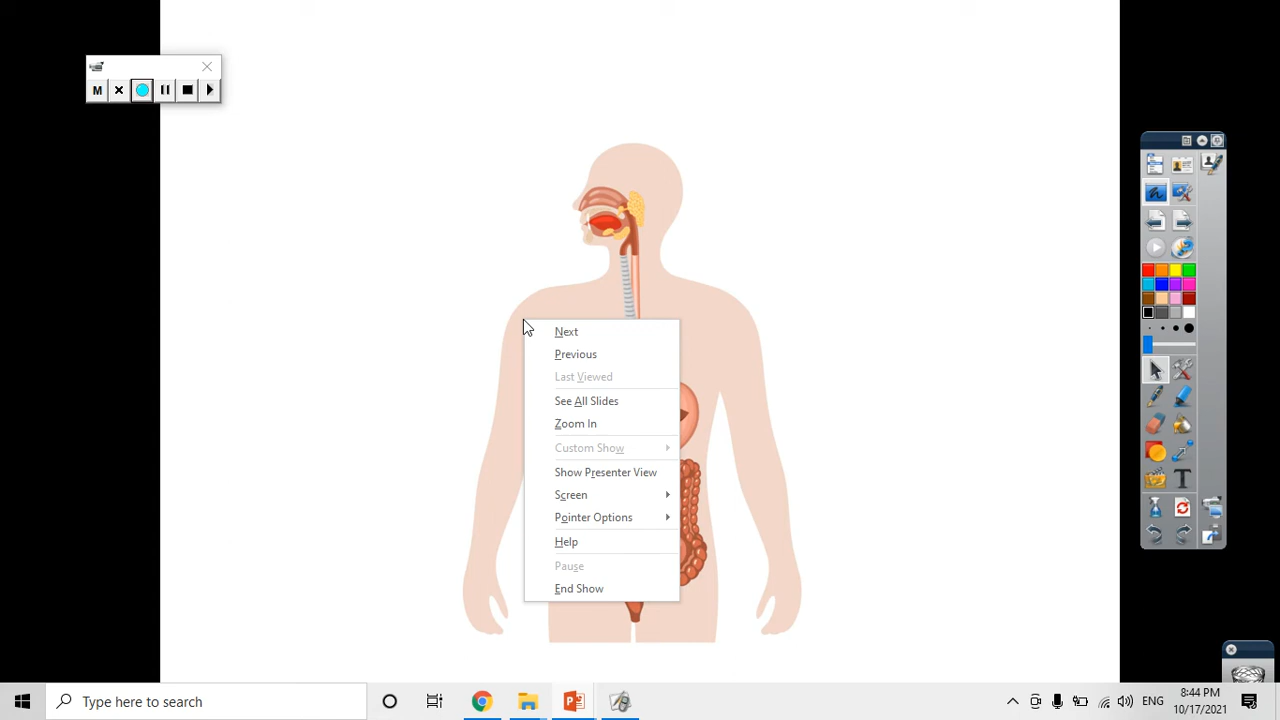 M
Next
Previous
Last Viewed
See All Slides
Zoom In
Custom Show
Show Presenter View
Screen
Pointer Options
Help
Pause
End Show
T
Type here to search
ENG
8:44 PM
10/17/2021